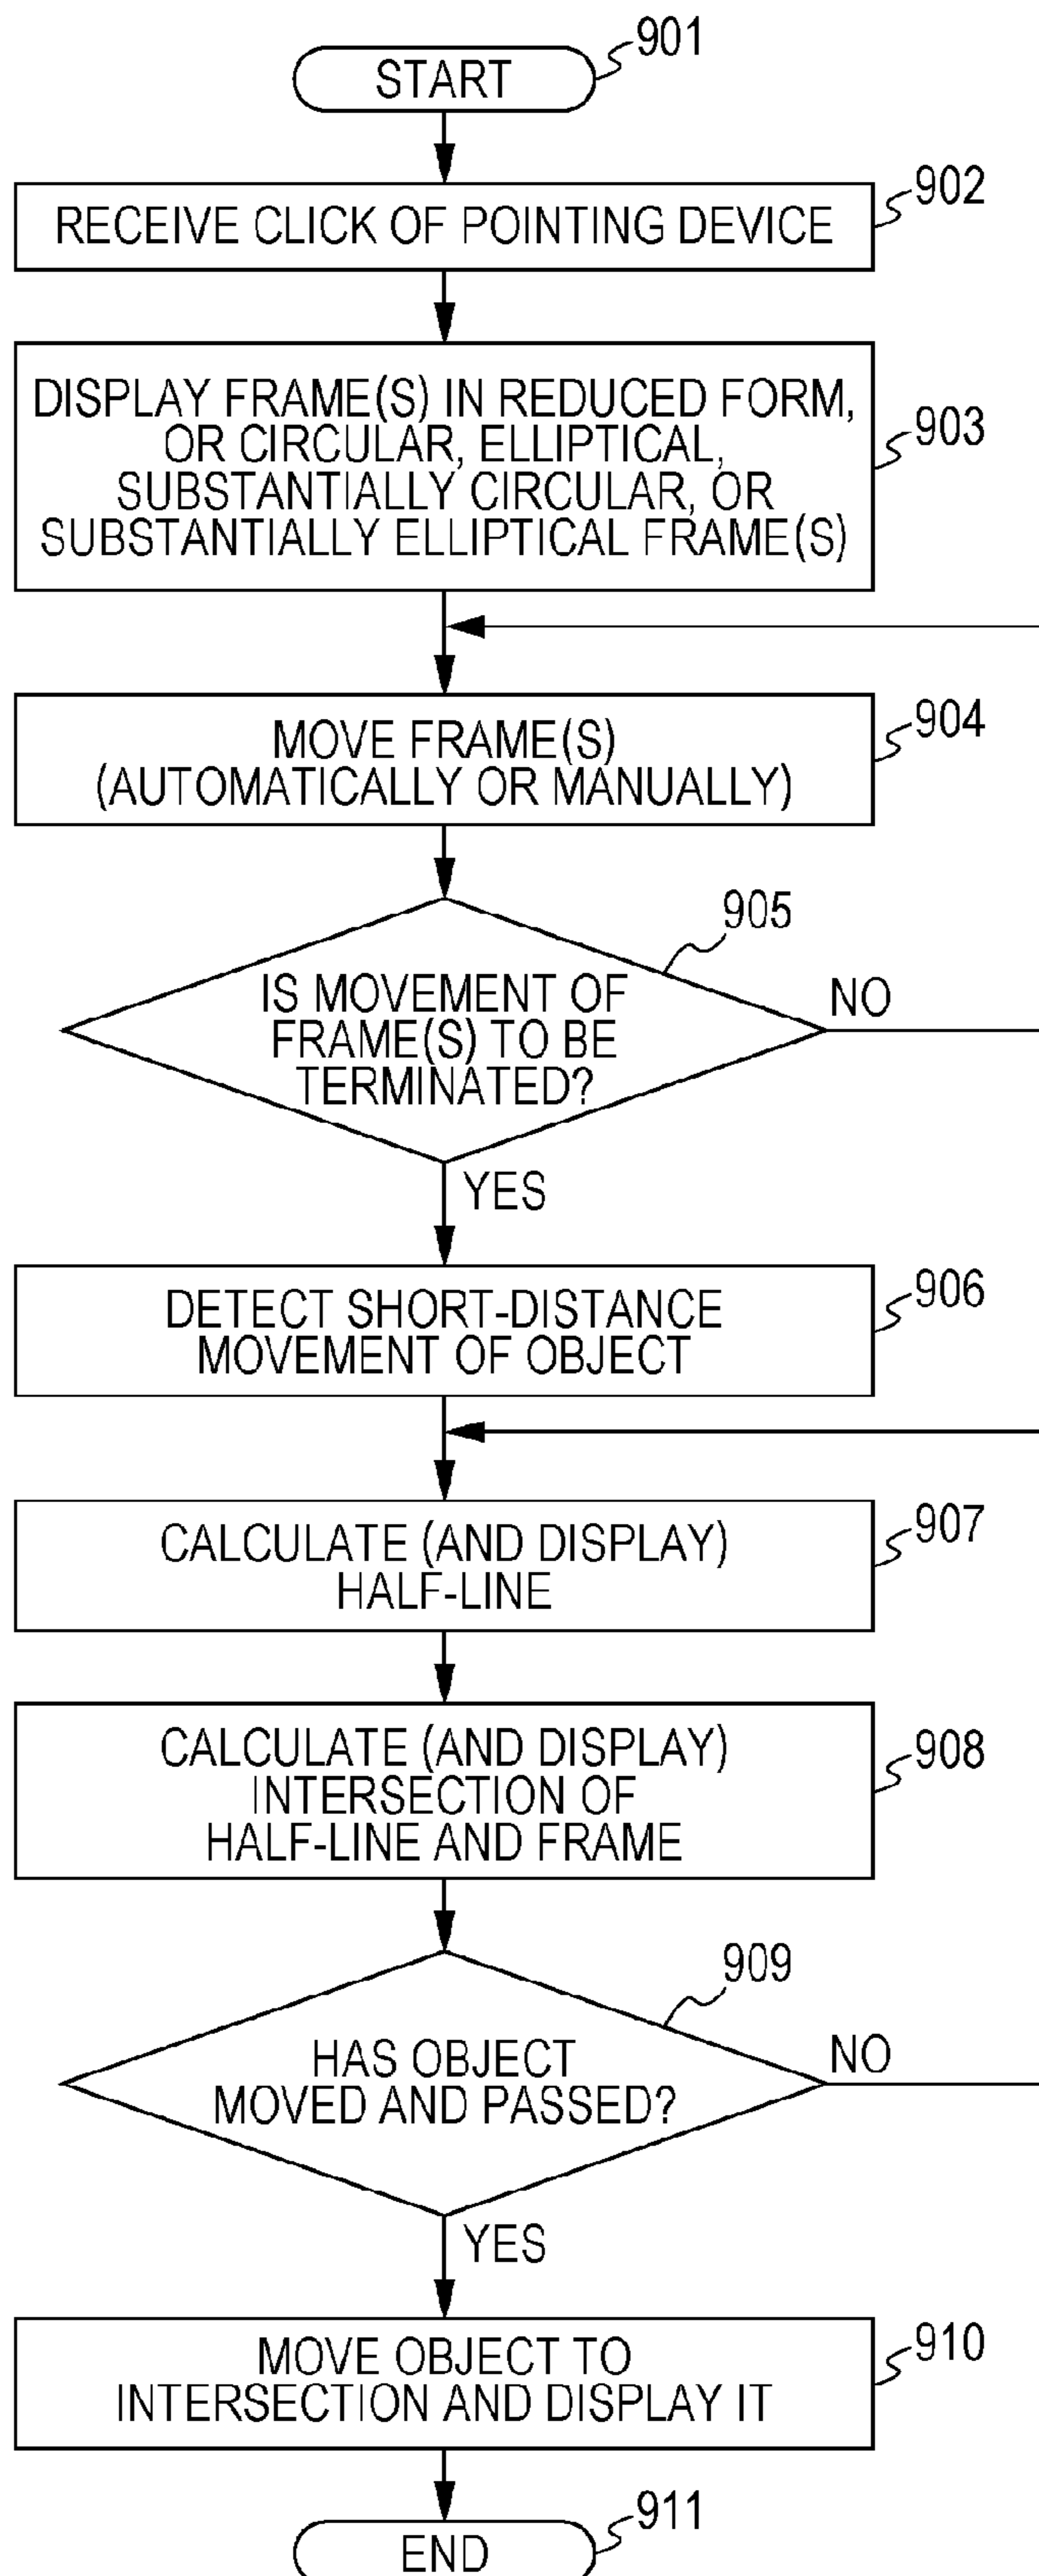 START
901
RECEIVE CLICK OF POINTING DEVICE
902
DISPLAY FRAME(S) IN REDUCED FORM,
OR CIRCULAR, ELLIPTICAL,
SUBSTANTIALLY CIRCULAR, OR
SUBSTANTIALLY ELLIPTICAL FRAME(S)
903
MOVE FRAME(S)
(AUTOMATICALLY OR MANUALLY)
904
905
IS MOVEMENT OF
FRAME(S) TO BE
TERMINATED?
NO
YES
DETECT SHORT-DISTANCE
MOVEMENT OF OBJECT
906
CALCULATE (AND DISPLAY)
HALF-LINE
907
CALCULATE (AND DISPLAY)
INTERSECTION OF
HALF-LINE AND FRAME
908
909
HAS OBJECT
MOVED AND PASSED?
NO
YES
MOVE OBJECT TO
INTERSECTION AND DISPLAY IT
910
END
911